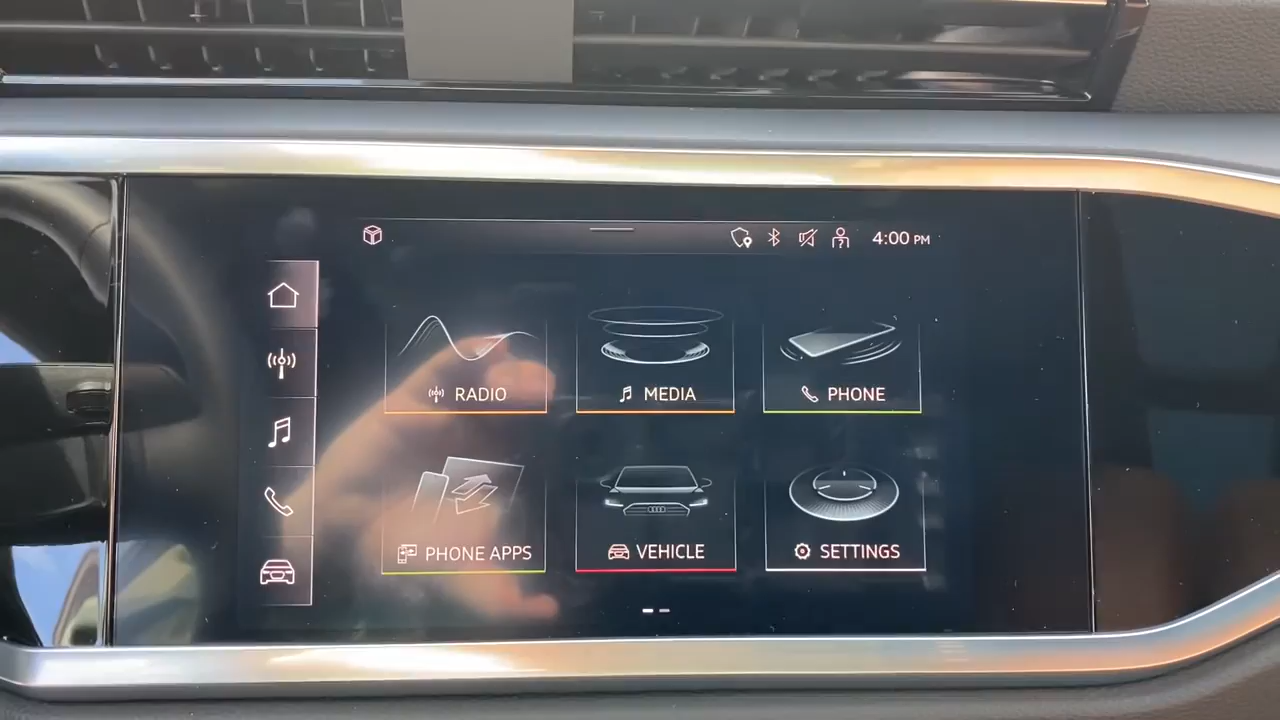 4:00 PM
RADIO
MEDIA
PHONE
PHONE APPS
VEHICLE
SETTINGS